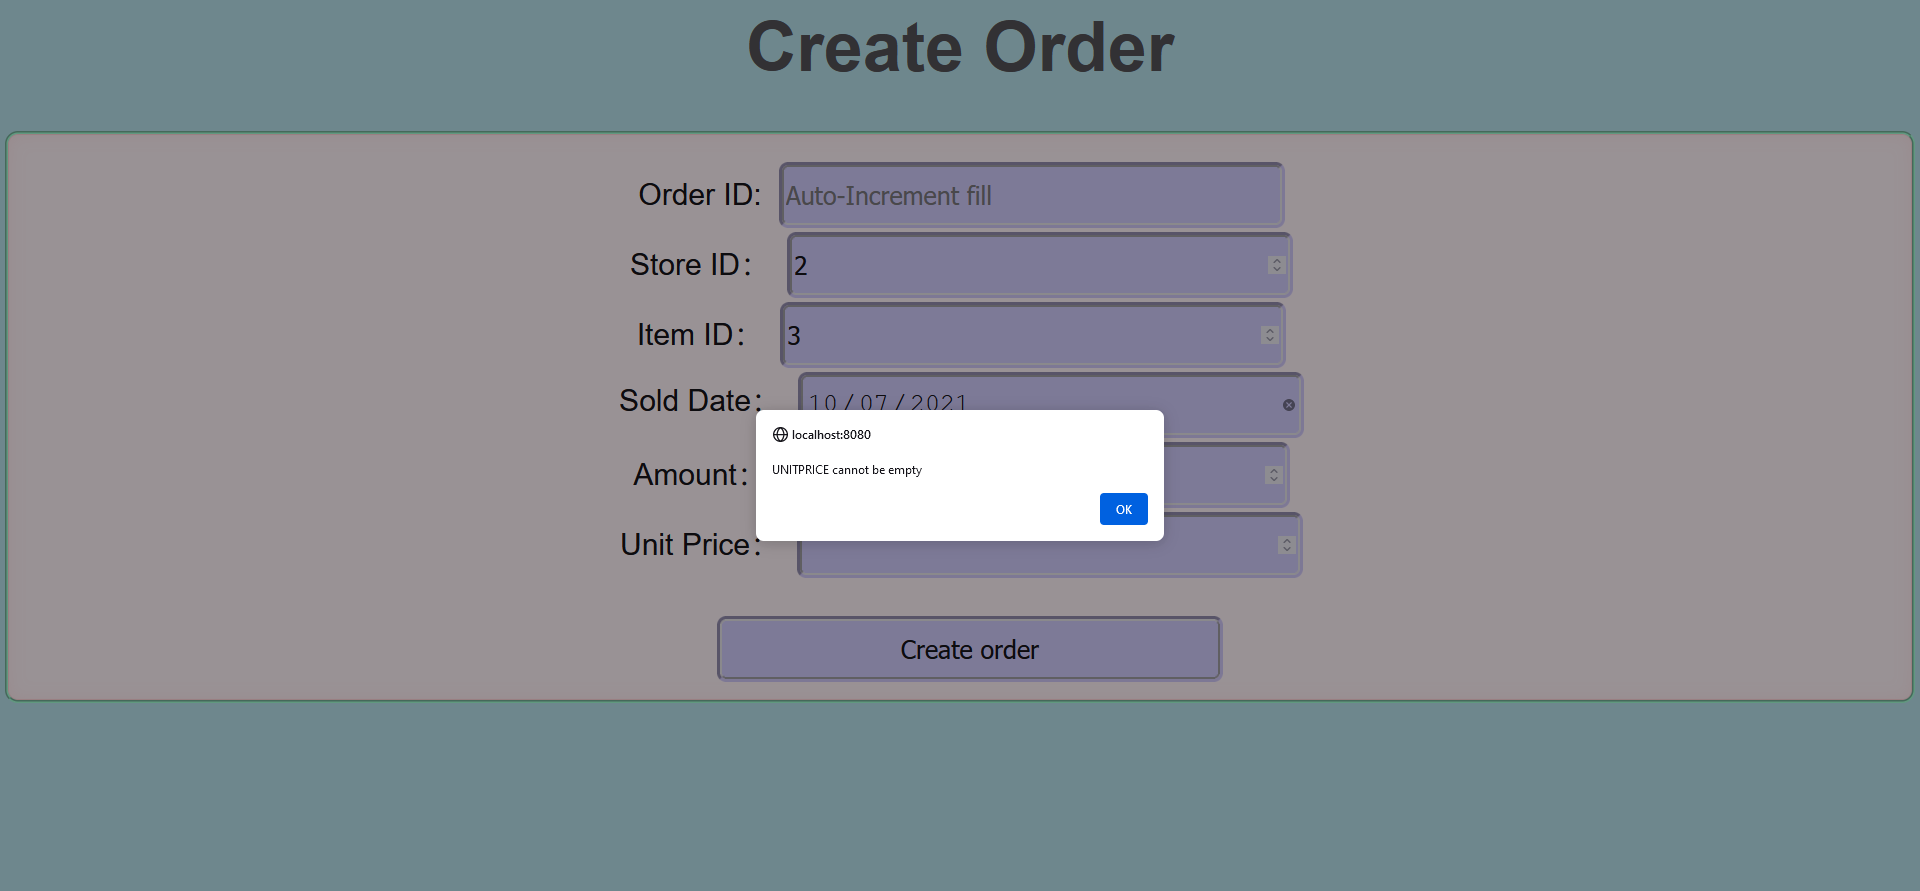 Create Order
Order ID: Auto-Increment fill
Store ID: 2
Item ID: 3
Sold Date: 10/07/2021
localhost:8080
UNITPRICE cannot be empty
Amount:
OK
Unit Price:
Create order